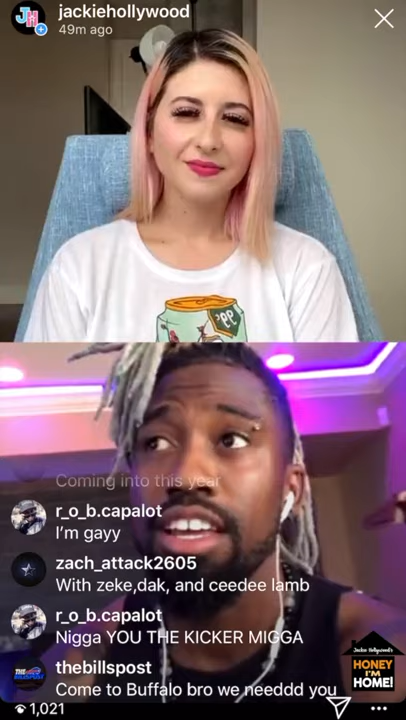 jackiehollywood
49m ago
Coming into this year
r_o_b.capalot
I'm gayy
zach_attack2605
With zeke,dak, and ceedee lamb
r_o_b.capalot
Nigga YOU THE KICKER MIGGA
thebillspost
Come to Buffalo bro we needdd you
1,021
Jackie Hollywood's
HONEY
I'M
HOME!